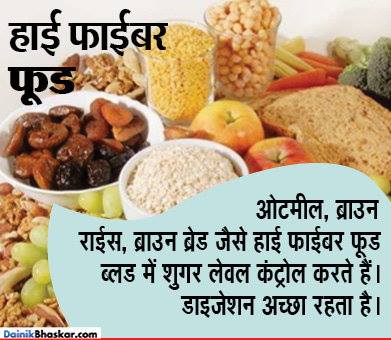 हाई फाईबर
फूड
ओटमील, ब्राउन
राईस, ब्राउन ब्रेड जैसे हाई फाईबर फूड
ब्लड में शुगर लेवल कंट्रोल करते हैं।
डाइजेशन अच्छा रहता है।
DainikBhaskar.com